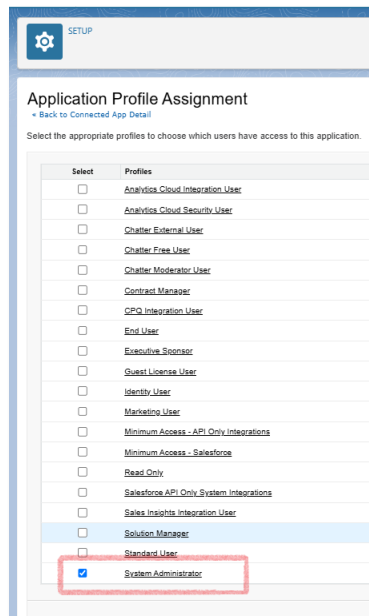 SETUP
Application Profile Assignment
« Back to Connected App Detail
Select the appropriate profiles to choose which users have access to this application.
Select Profiles
Analytics Cloud Integration User
Analytics Cloud Security User
Chatter External User
Chatter Free User
Chatter Moderator User
Contract Manager
CPQ Integration User
End User
Executive Sponsor
Guest License User
Identity User
Marketing User
Minimum Access - API Only Integrations
Minimum Access - Salesforce
Read Only
Salesforce API Only System Integrations
Sales Insights Integration User
Solution Manager
Standard User
System Administrator